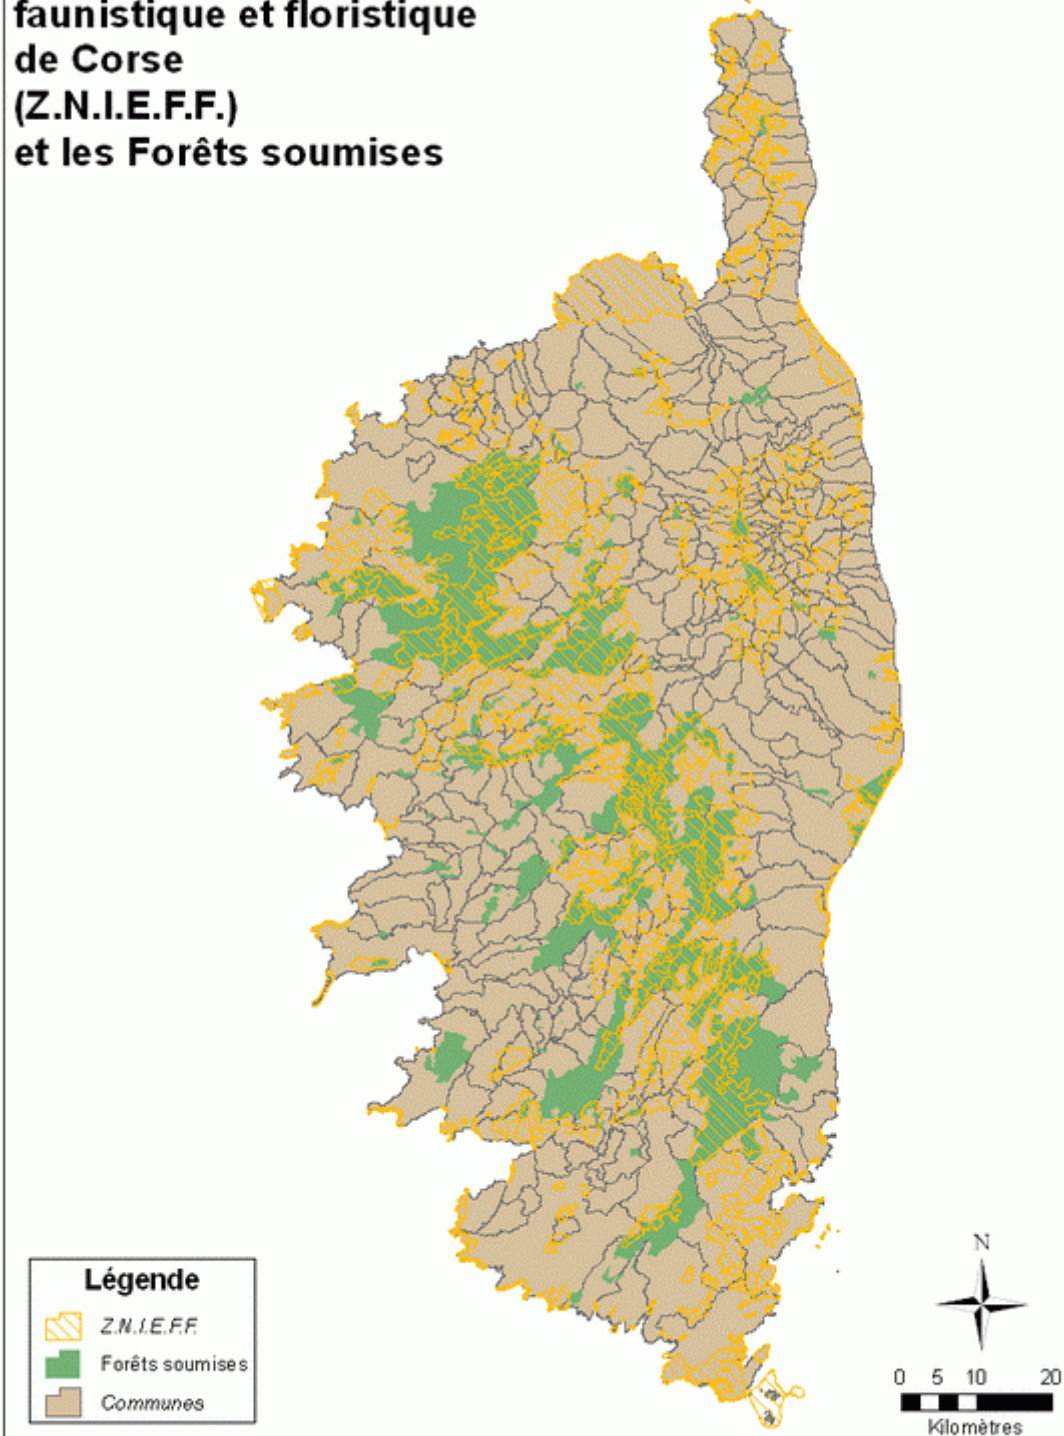 faunistique et floristique
de Corse
(Z.N.I.E.F.F.)
et les Forêts soumises
Légende
Z.N.I.E.F.F.
Forêts soumises
Communes
N
0 5 10 20
Kilomètres